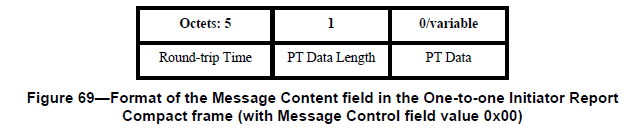 Octets: 5 1 0/variable
Round-trip Time PT Data Length PT Data
Figure 69—Format of the Message Content field in the One-to-one Initiator Report
Compact frame (with Message Control field value 0x00)